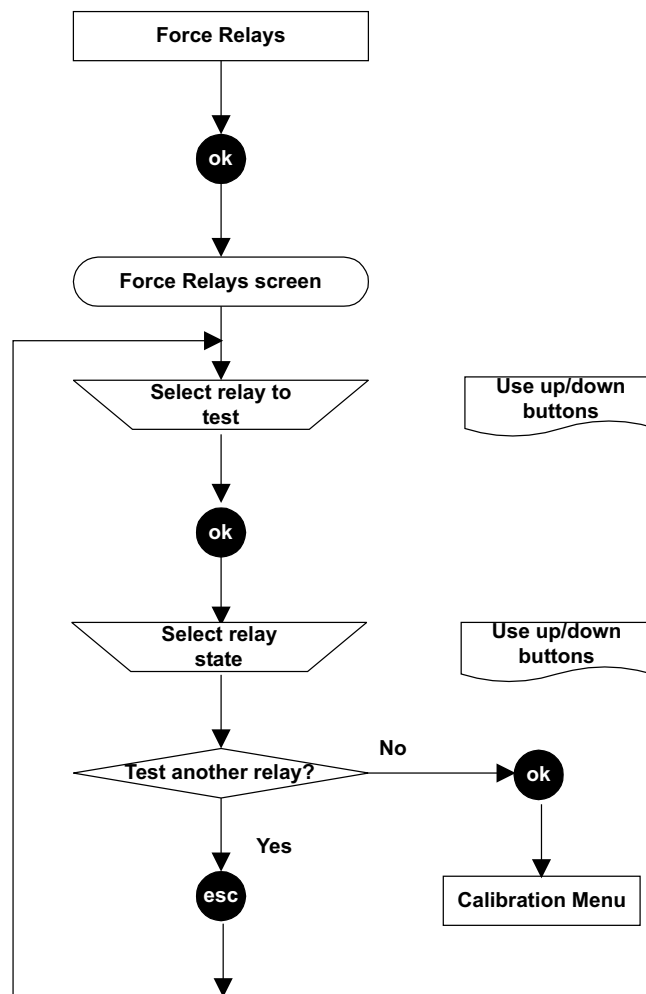 Force Relays
ok
Force Relays screen
Select relay to
test
Use up/down
buttons
ok
Select relay
state
Use up/down
buttons
Test another relay?
No
ok
Yes
esc
Calibration Menu